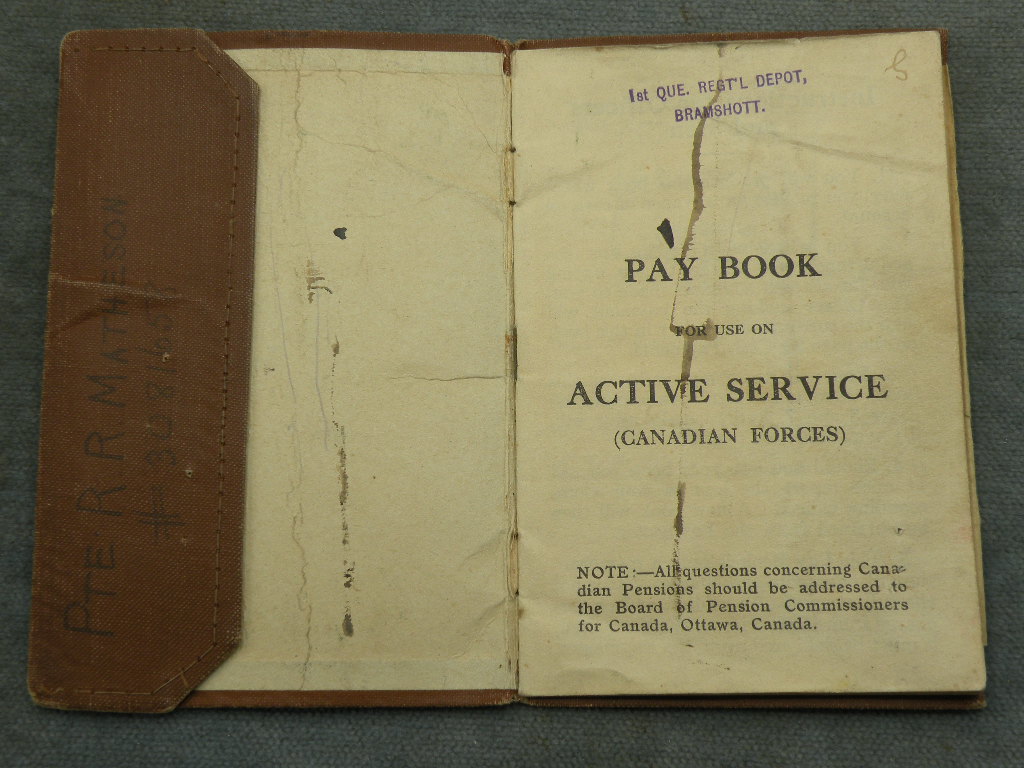 PTE R R MATHESON
1st QUE. REGT'L DEPOT,
BRAMSHOTT.
PAY BOOK
FOR USE ON
ACTIVE SERVICE
(CANADIAN FORCES)
NOTE:—All questions concerning Cana-
dian Pensions should be addressed to
the Board of Pension Commissioners
for Canada, Ottawa, Canada.